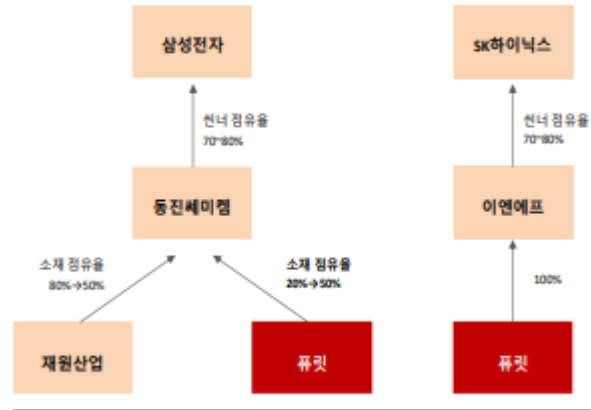 삼성전자
SK하이닉스
씬너 점유율
70~80%
씬너 점유율
70~80%
동진쎄미켐
이엔에프
소재 점유율
80%→50%
소재 점유율
20%→50%
100%
재원산업
퓨릿
퓨릿